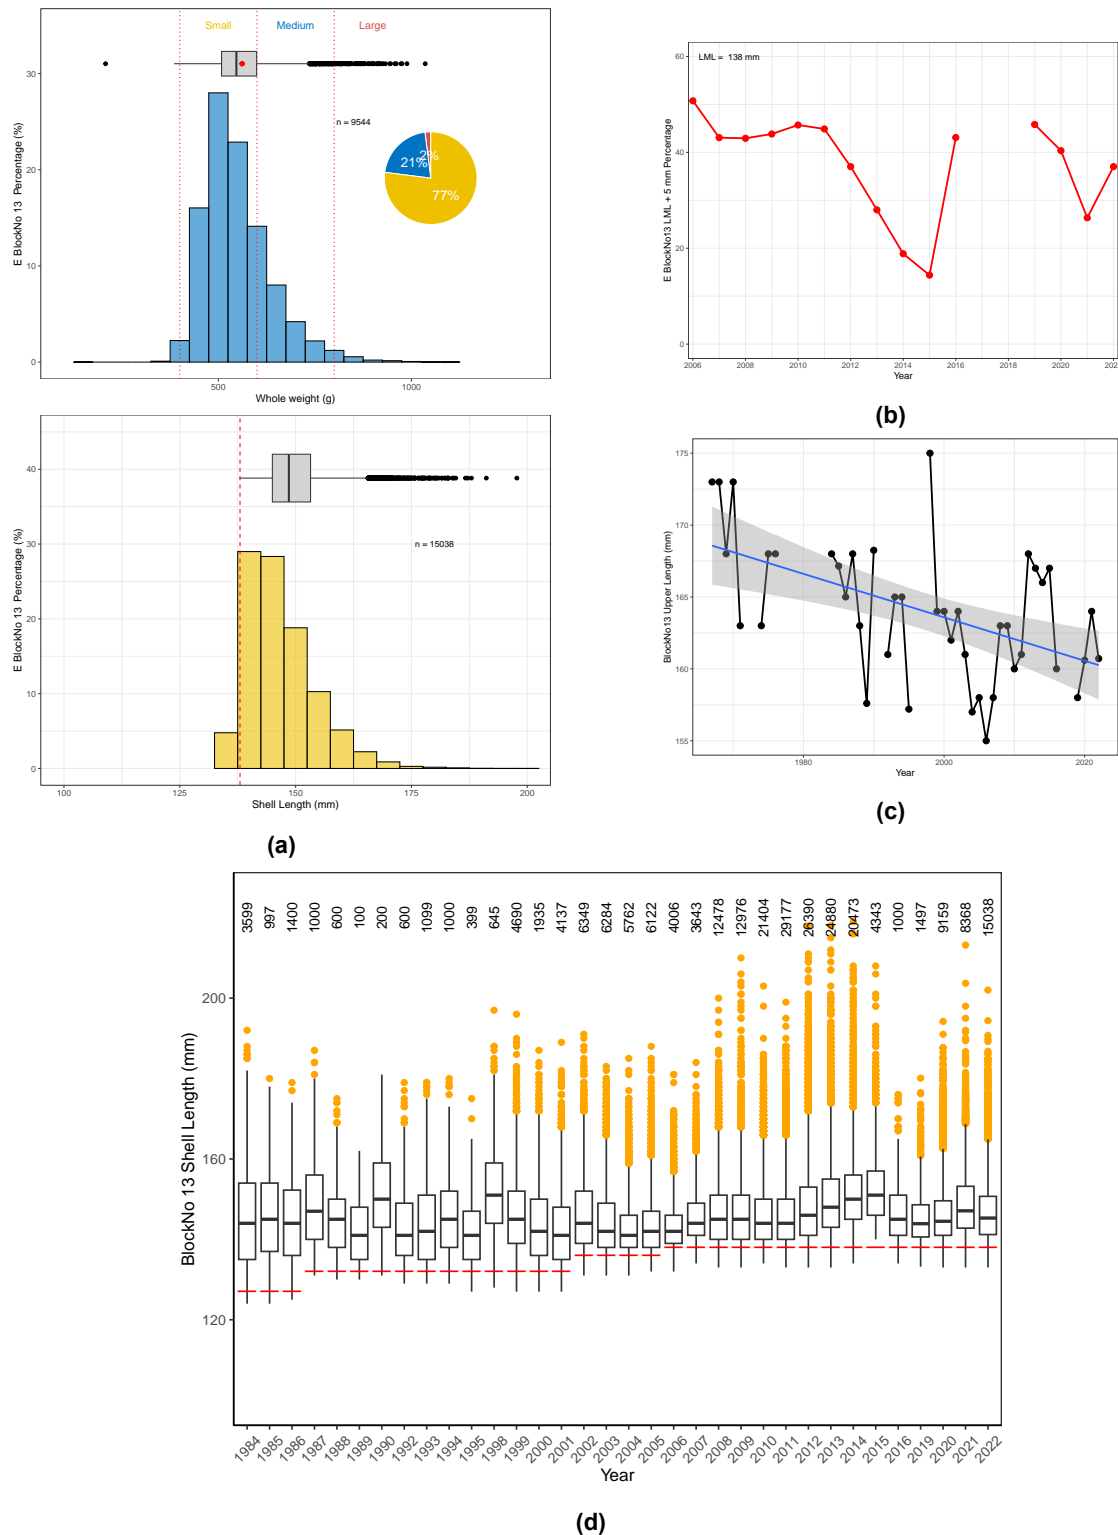 Small Medium Large
n = 9544
2%
21%
77%
30
20
10
0
E BlockNo 13 Percentage (%)
500 1000
Whole weight (g)
LML = 138 mm
60
40
20
0
E BlockNo13 LML + 5 mm Percentage
2006 2008 2010 2012 2014 2016 2018 2020 202
Year
(b)
n = 15038
40
30
20
10
0
E BlockNo 13 Percentage (%)
100 125 150 175 200
Shell Length (mm)
(a)
175
170
165
160
155
BlockNo13 Upper Length (mm)
1980 2000 2020
Year
(c)
3599 997 1400 1000 600 100 200 600 1099 1000 399 645 4690 1935 4137 6349 6284 5762 6122 4006 3643 12478 12976 21404 29177 26390 24880 20473 4343 1000 1497 9159 8368 15038
200
160
120
BlockNo 13 Shell Length (mm)
1984 1985 1986 1987 1988 1989 1990 1992 1993 1994 1995 1998 1999 2000 2001 2002 2003 2004 2005 2006 2007 2008 2009 2010 2011 2012 2013 2014 2015 2016 2019 2020 2021 2022
Year
(d)